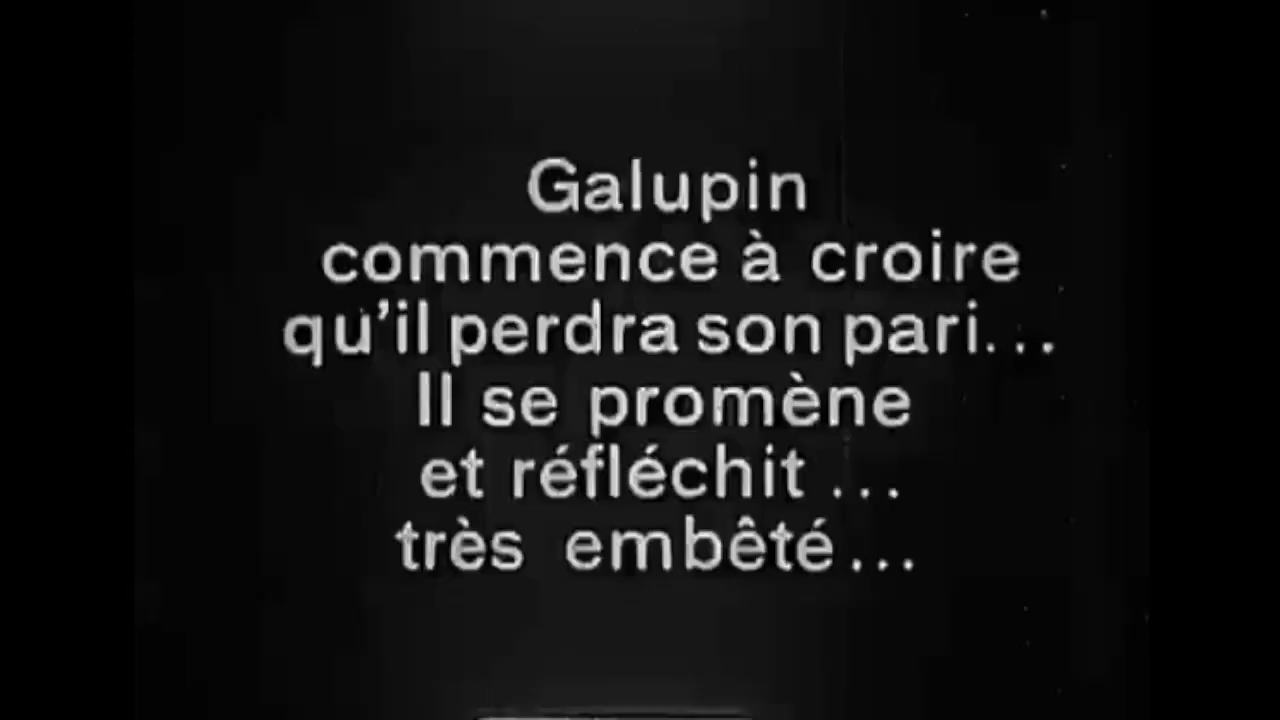 Galupin
commence à croire
qu'il perdra son pari...
Il se promène
et réfléchit ...
très embêté...